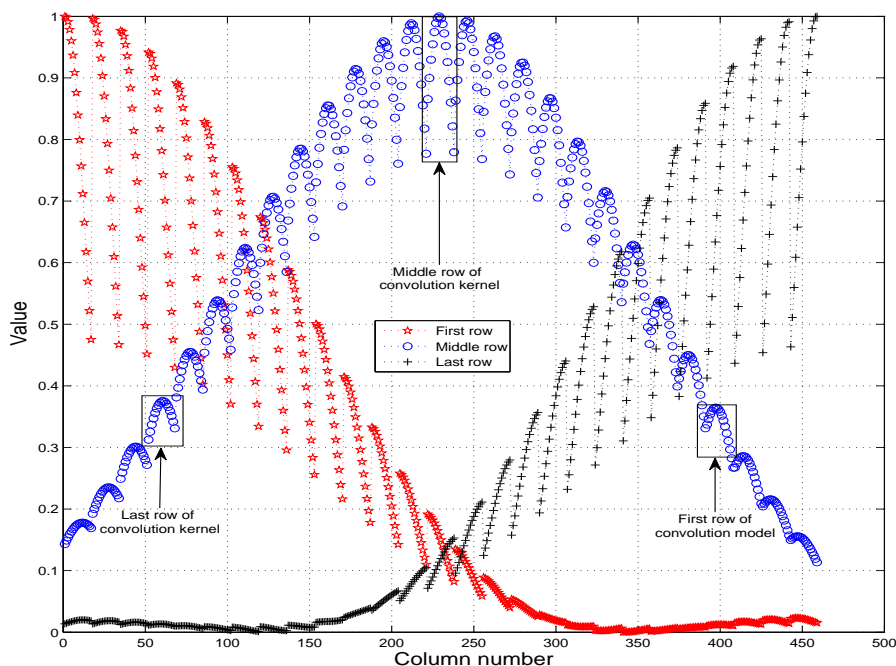 1
0.9
0.8
0.7
0.6
0.5
0.4
0.3
0.2
0.1
0
Value
Middle row of
convolution kernel
First row
Middle row
Last row
Last row of
convolution kernel
First row of
convolution model
0 50 100 150 200 250 300 350 400 450 500
Column number